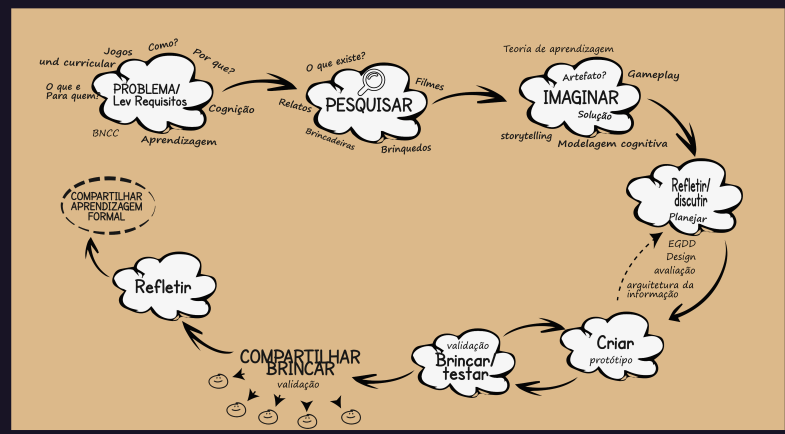 Jogos
Como?
Por que?
und curricular
O que e
Para quem?
PROBLEMA/
Lev Requisitos
Cognição
BNCC
Aprendizagem
O que existe?
Filmes
Relatos
PESQUISAR
Brincadeiras
Brinquedos
Teoria de aprendizagem
Artefato?
Gameplay
IMAGINAR
Solução
storytelling
Modelagem cognitiva
Refletir/
discutir
Planejar
EGDD
Design
avaliação
arguitetura da
informação
Criar
protótipo
validação
Brincar/
testar
COMPARTILHAR
BRINCAR
validação
Refletir
COMPARTILHAR
APRENDIZAGEM
FORMAL